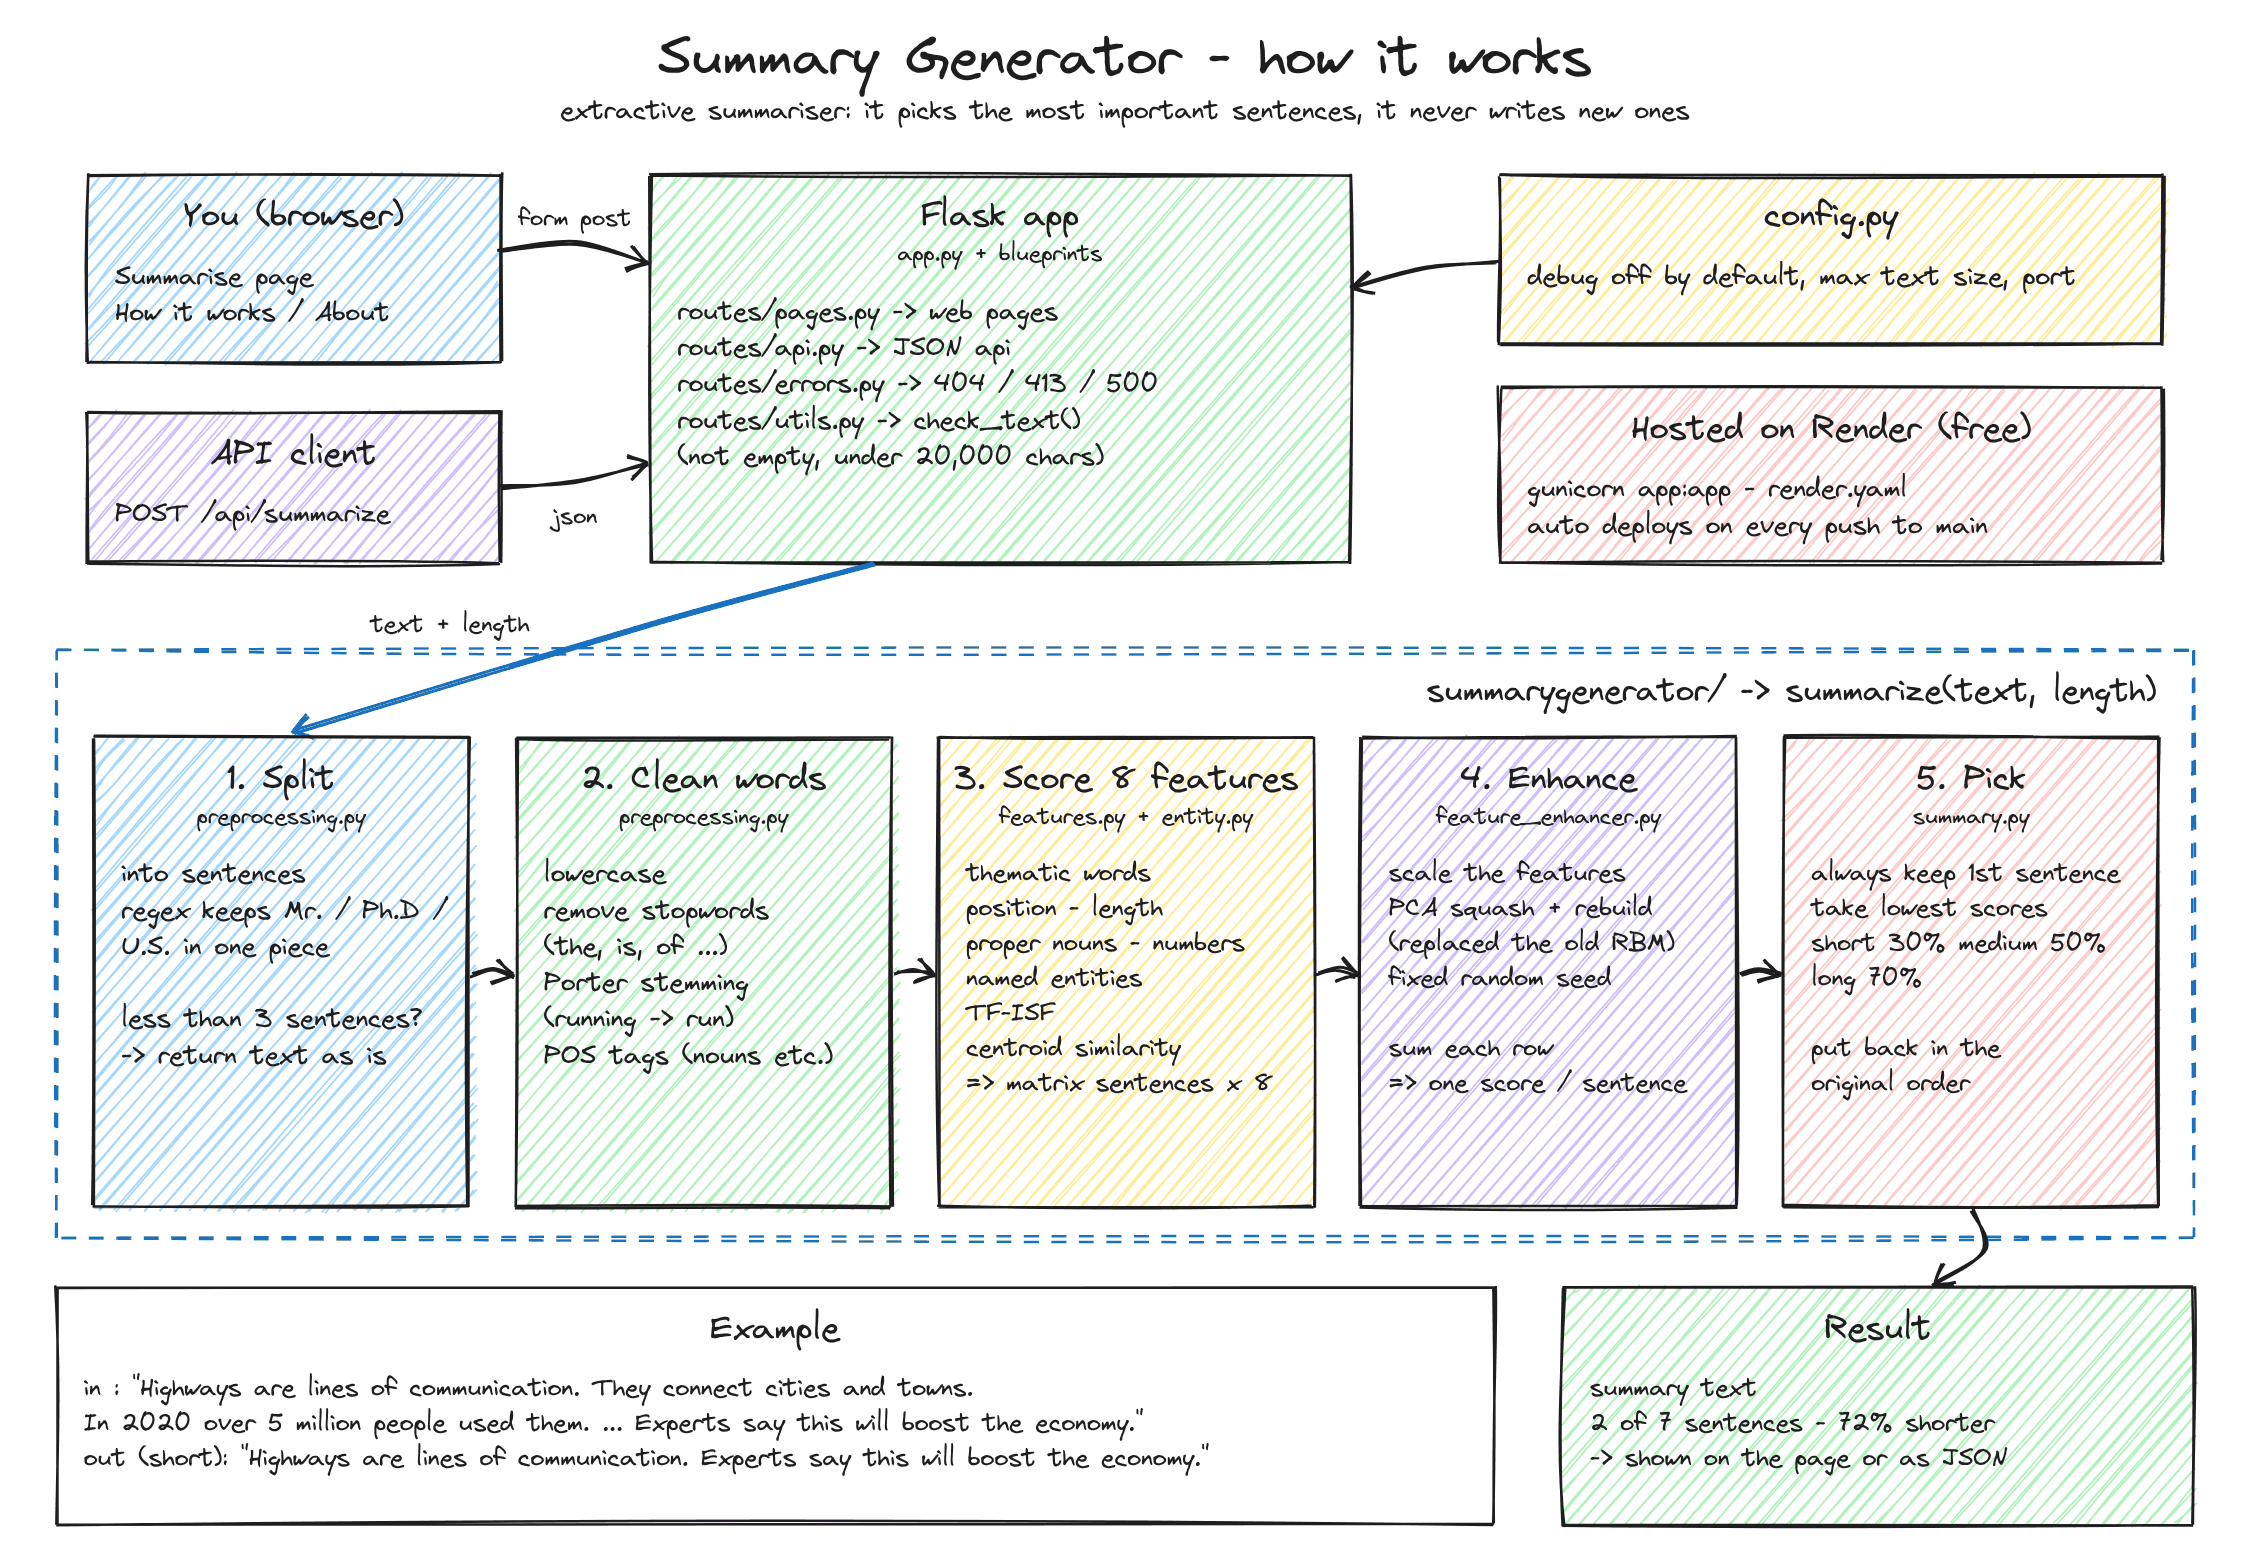 Summary Generator - how it works
extractive summariser: it picks the most important sentences, it never writes new ones
You (browser)
Summarise page
How it works / About
form post
API client
POST /api/summarize
json
Flask app
app.py + blueprints
routes/pages.py -> web pages
routes/api.py -> JSON api
routes/errors.py -> 404 / 413 / 500
routes/utils.py -> check_text()
(not empty, under 20,000 chars)
config.py
debug off by default, max text size, port
Hosted on Render (free)
gunicorn app:app - render.yaml
auto deploys on every push to main
text + length
summarygenerator/ -> summarize(text, length)
1. Split
preprocessing.py
into sentences
regex keeps Mr. / Ph.D /
U.S. in one piece
less than 3 sentences?
-> return text as is
2. Clean words
preprocessing.py
lowercase
remove stopwords
(the, is, of ...)
Porter stemming
(running -> run)
POS tags (nouns etc.)
3. Score 8 features
features.py + entity.py
thematic words
position - length
proper nouns - numbers
named entities
TF-ISF
centroid similarity
=> matrix sentences x 8
4. Enhance
feature_enhancer.py
scale the features
PCA squash + rebuild
(replaced the old RBM)
fixed random seed
sum each row
=> one score / sentence
5. Pick
summary.py
always keep 1st sentence
take lowest scores
short 30% medium 50%
long 70%
put back in the
original order
Example
in : "Highways are lines of communication. They connect cities and towns.
In 2020 over 5 million people used them. ... Experts say this will boost the economy."
out (short): "Highways are lines of communication. Experts say this will boost the economy."
Result
summary text
2 of 7 sentences - 72% shorter
-> shown on the page or as JSON